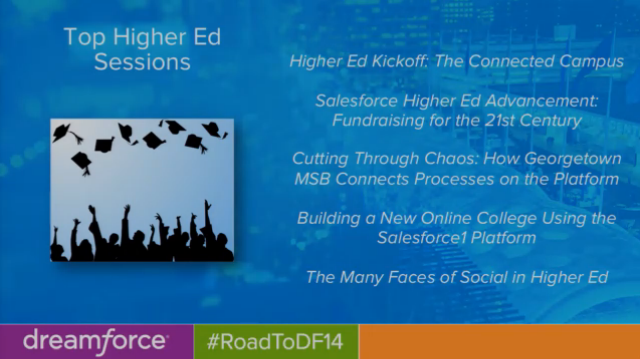 Top Higher Ed
Sessions
Higher Ed Kickoff: The Connected Campus
Salesforce Higher Ed Advancement:
Fundraising for the 21st Century
Cutting Through Chaos: How Georgetown
MSB Connects Processes on the Platform
Building a New Online College Using the
Salesforce1 Platform
The Many Faces of Social in Higher Ed
dreamforce
#RoadToDF14